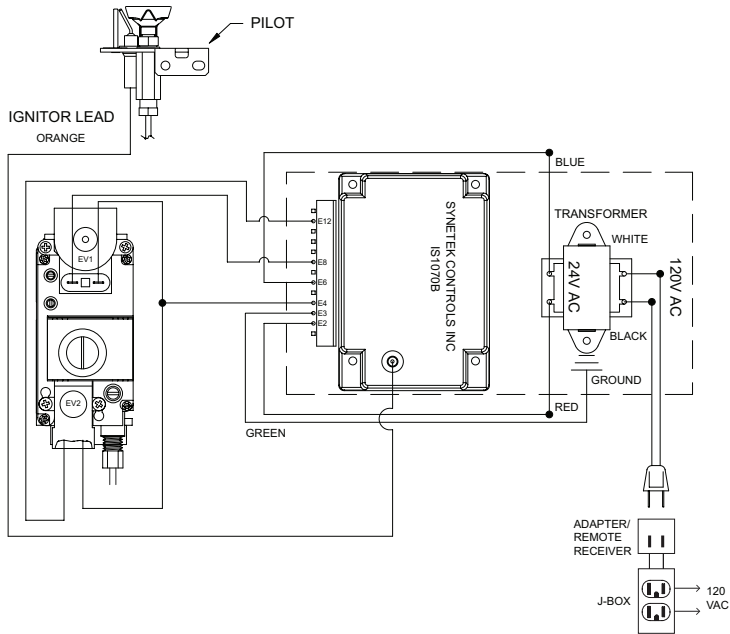 PILOT
IGNITOR LEAD
ORANGE
BLUE
EV1
E12
E8
E6
E4
E3
E2
SYNETEK CONTROLS INC
IS1070B
TRANSFORMER
WHITE
24V AC
120V AC
BLACK
GROUND
RED
GREEN
EV2
ADAPTER/
REMOTE
RECEIVER
J-BOX
120
VAC